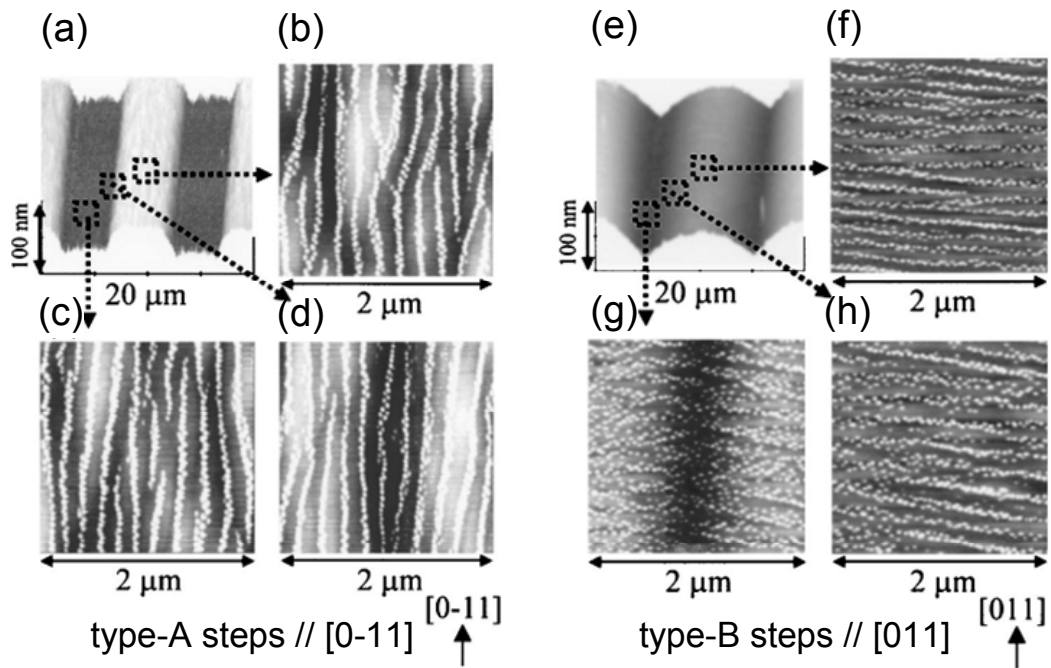 (a)
(b)
100 nm
20 μm
2 μm
(c)
(d)
2 μm
2 μm
type-A steps // [0-11]
[0-11]
(e)
(f)
100 nm
20 μm
2 μm
(g)
(h)
2 μm
2 μm
type-B steps // [011]
[011]